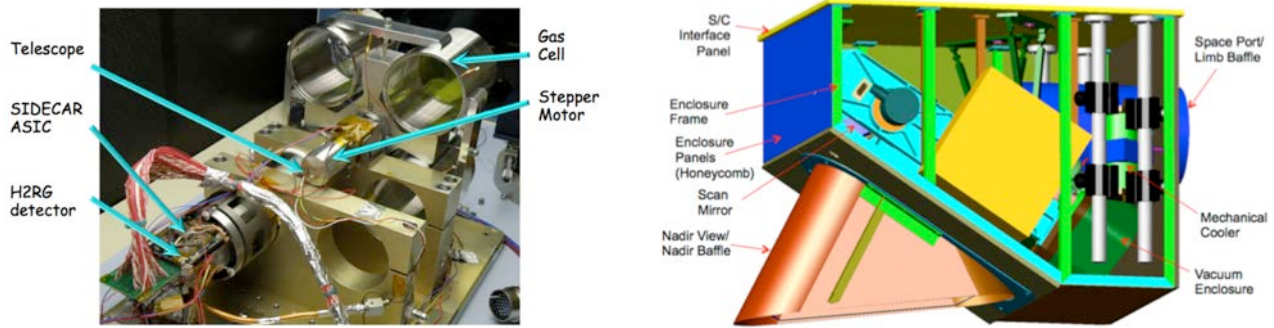 Telescope
SIDECAR
ASIC
H2RG
detector
Gas
Cell
Stepper
Motor
S/C
Interface
Panel
Enclosure
Frame
Enclosure
Panels
(Honeycomb)
Scan
Mirror
Nadir View/
Nadir Baffle
Space Port/
Limb Baffle
Mechanical
Cooler
Vacuum
Enclosure